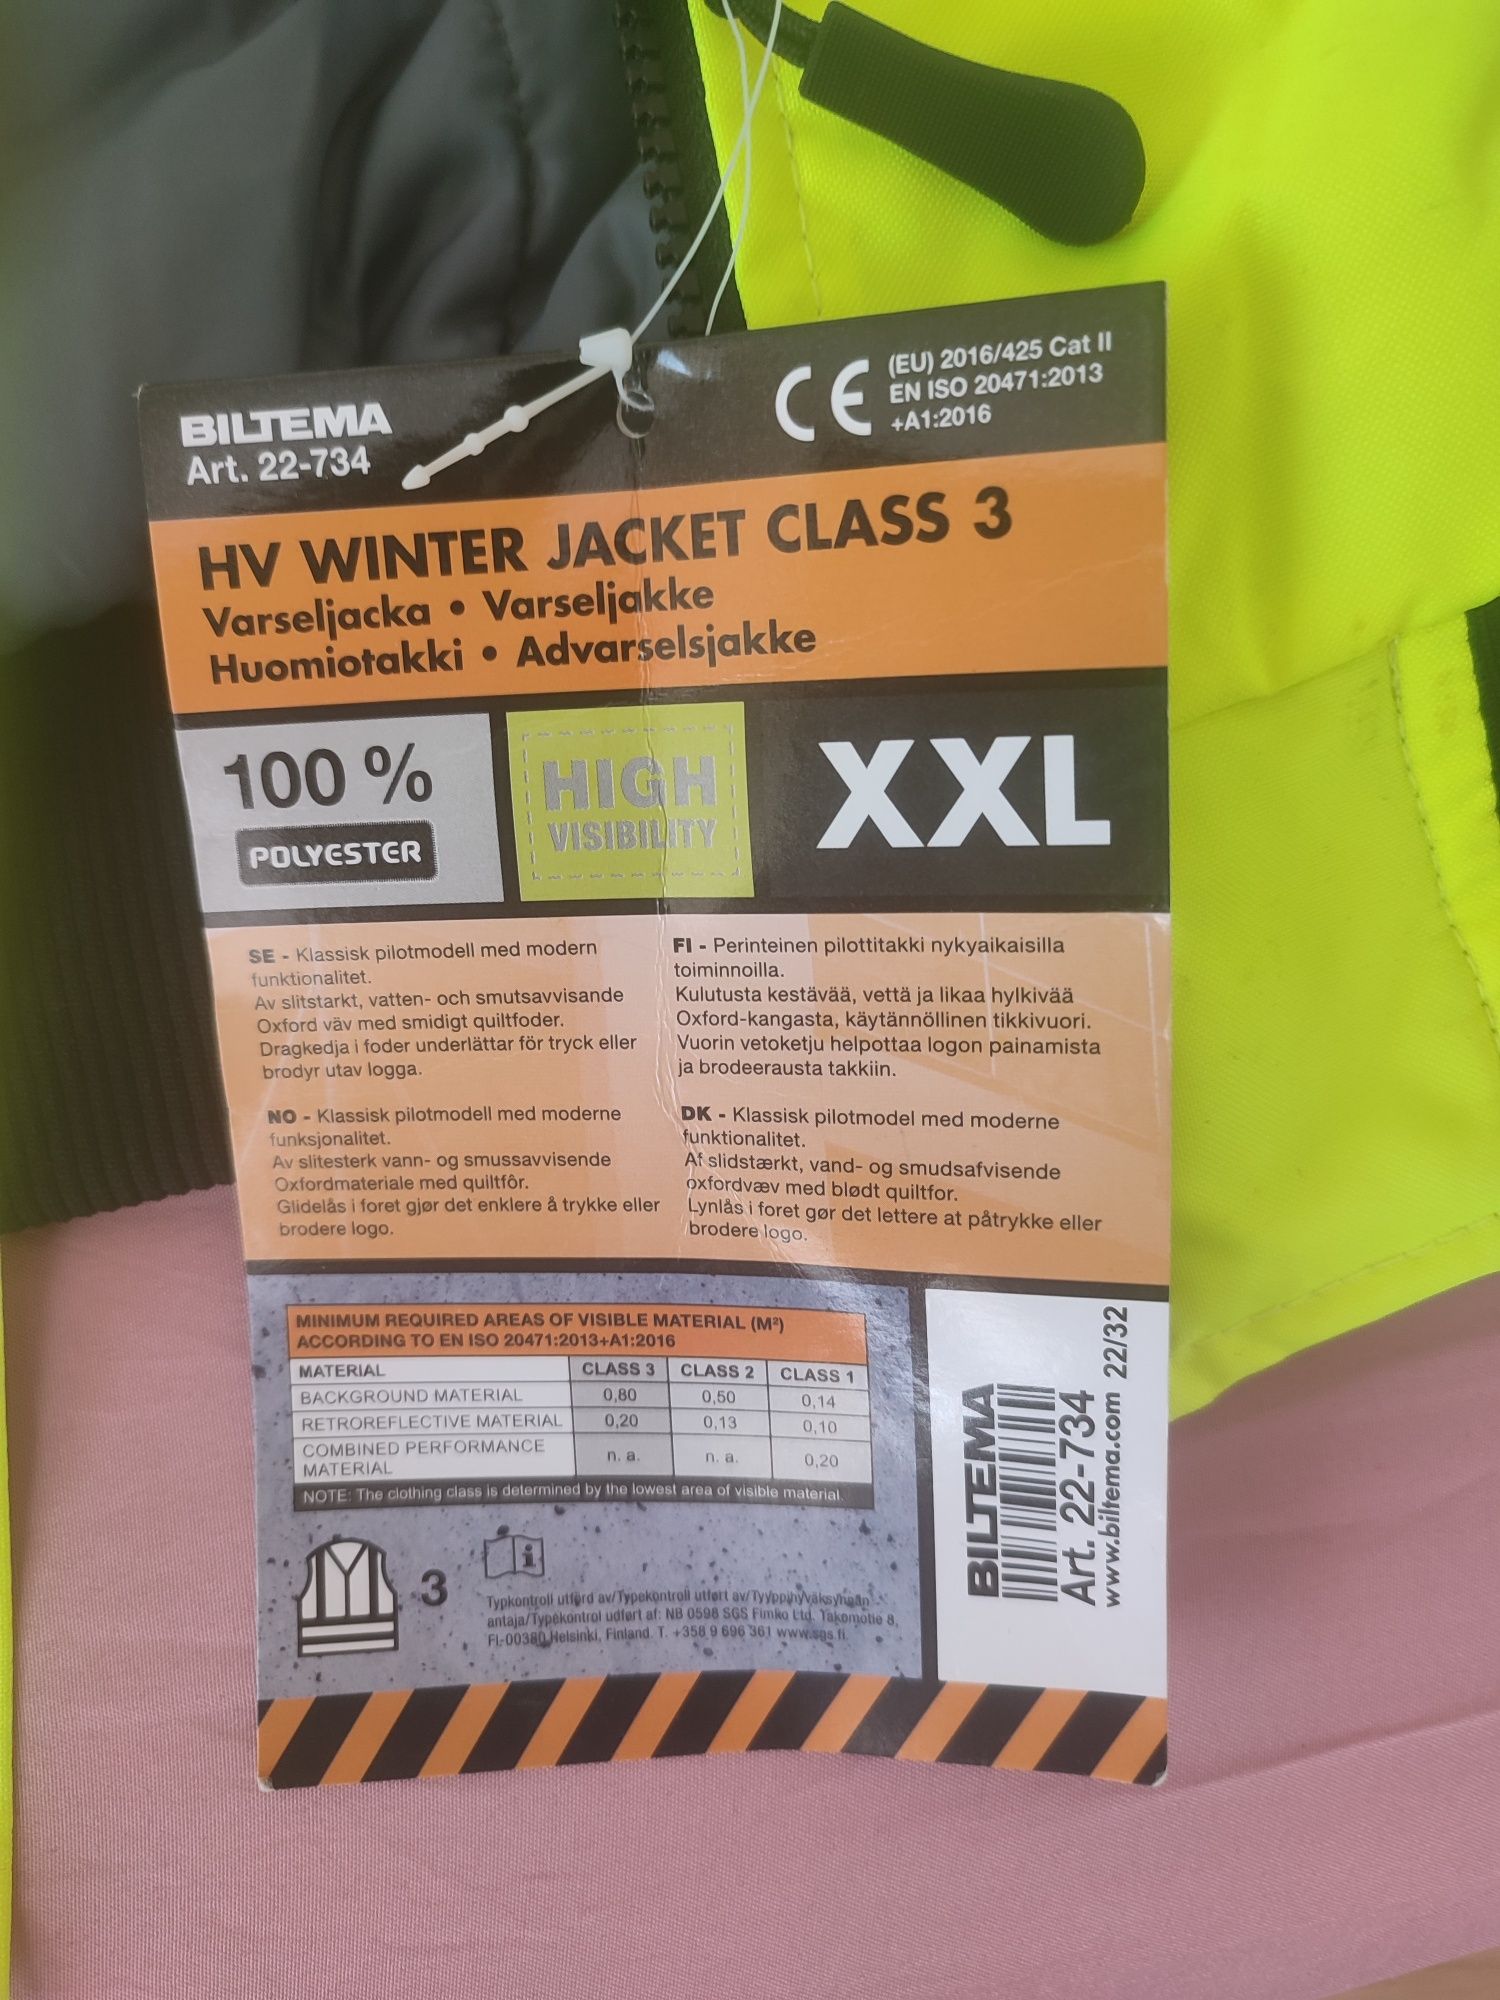 BILTEMA
Art. 22-734
(EU) 2016/425 Cat II
EN ISO 20471:2013
+A1:2016
HV WINTER JACKET CLASS 3
Varseljacka • Varseljakke
Huomiotakki • Advarselsjakke
100 %
POLYESTER
HIGH
VISIBILITY
XXL
SE - Klassisk pilotmodell med modern
funktionalitet.
Av slitstarkt, vatten- och smutsavvisande
Oxford väv med smidigt quiltfoder.
Dragkedja i foder underlättar för tryck eller
brodyr utav logga.
FI - Perinteinen pilottitakki nykyaikaisilla
toiminnoilla.
Kulutusta kestävää, vettä ja likaa hylkivää
Oxford-kangasta, käytännöllinen tikkivuori.
Vuorin vetoketju helpottaa logon painamista
ja brodeerausta takkiin.
NO - Klassisk pilotmodell med moderne
funksjonalitet.
Av slitesterk vann- og smussavvisende
Oxfordmateriale med quiltfôr.
Glidelås i foret gjør det enklere å trykke eller
brodere logo.
DK - Klassisk pilotmodel med moderne
funktionalitet.
Af slidstærkt, vand- og smudsafvisende
oxfordvæv med blødt quiltfor.
Lynlås i foret gør det lettere at påtrykke eller
brodere logo.
MINIMUM REQUIRED AREAS OF VISIBLE MATERIAL (M²)
ACCORDING TO EN ISO 20471:2013+A1:2016
MATERIAL CLASS 3 CLASS 2 CLASS 1
BACKGROUND MATERIAL 0,80 0,50 0,14
RETROREFLECTIVE MATERIAL 0,20 0,13 0,10
COMBINED PERFORMANCE
MATERIAL n. a. n. a. 0,20
NOTE: The clothing class is determined by the lowest area of visible material.
3
i
Typkontroll utförd av/Typekontroll utført av/Tyyppihyväksynnän
antaja/Typekontrol udført af: NB 0598 SGS Fimko Ltd. Takomotie 8,
FI-00380 Helsinki, Finland. T. +358 9 696 361 www.sgs.fi.
BILTEMA
Art. 22-734
www.biltema.com 22/32